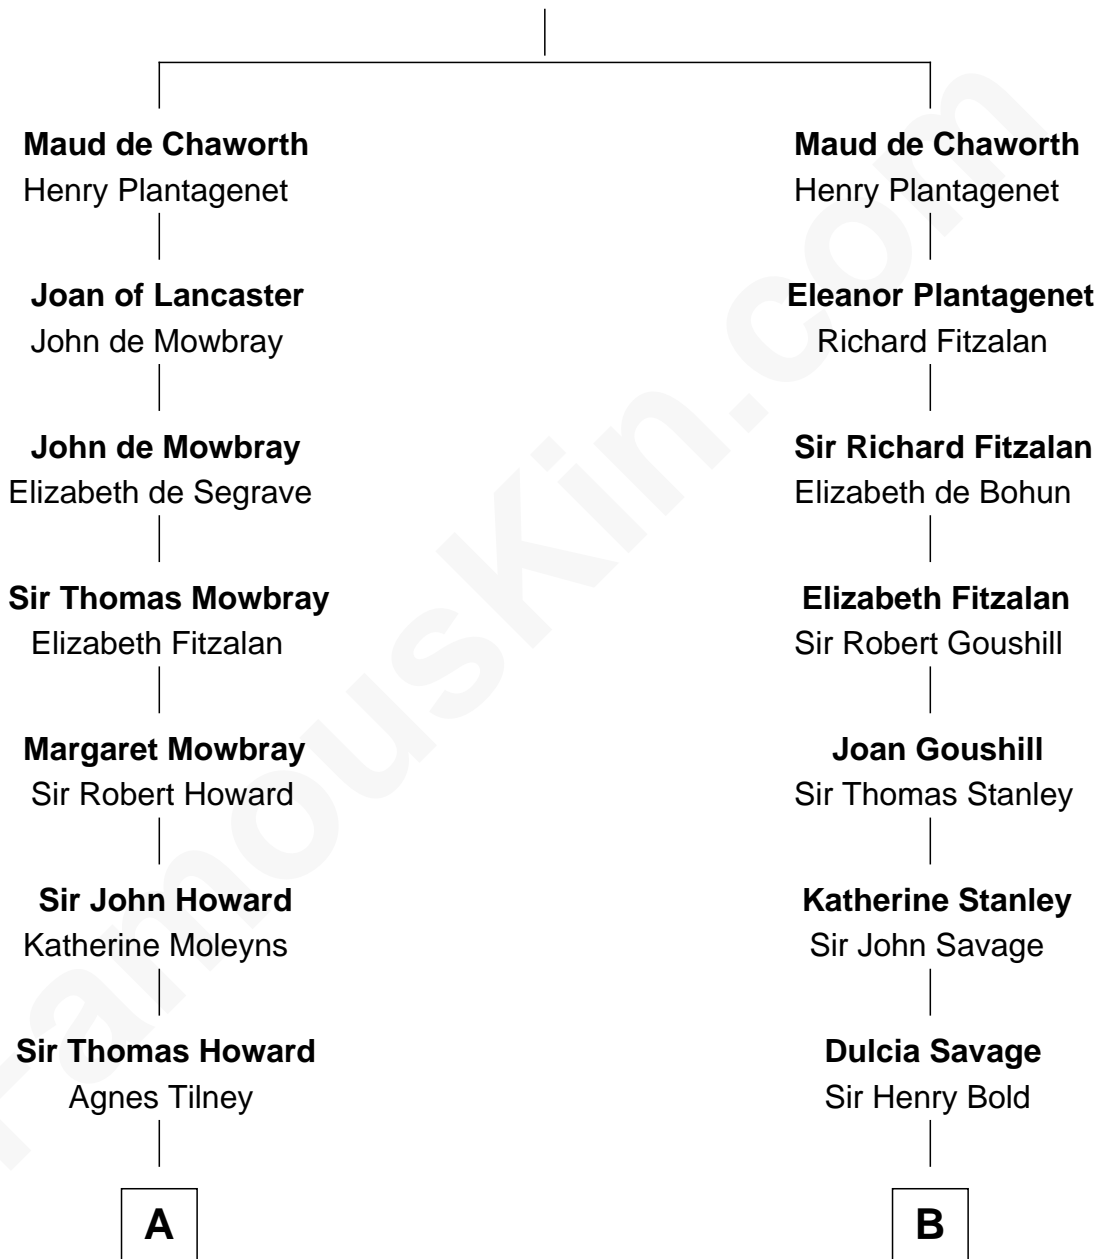 Maud de Chaworth
Henry Plantagenet
Joan of Lancaster
John de Mowbray
John de Mowbray
Elizabeth de Segrave
Sir Thomas Mowbray
Elizabeth Fitzalan
Margaret Mowbray
Sir Robert Howard
Sir John Howard
Katherine Moleyns
Sir Thomas Howard
Agnes Tilney
A
Maud de Chaworth
Henry Plantagenet
Eleanor Plantagenet
Richard Fitzalan
Sir Richard Fitzalan
Elizabeth de Bohun
Elizabeth Fitzalan
Sir Robert Goushill
Joan Goushill
Sir Thomas Stanley
Katherine Stanley
Sir John Savage
Dulcia Savage
Sir Henry Bold
B
FamousKin.com